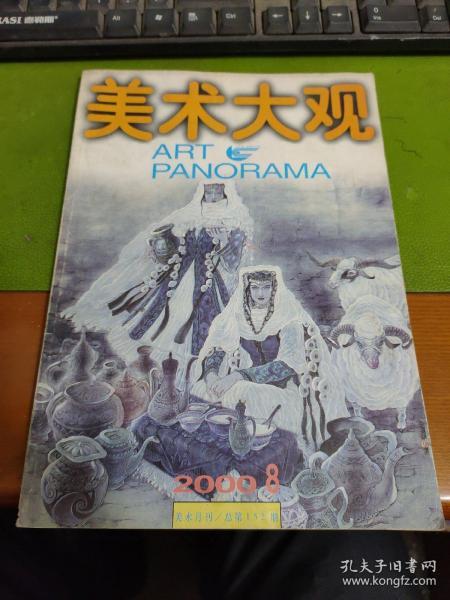 美术大观
ART
PANORAMA
2000.8
美术月刊/总第152期
孔夫子旧书网
www.kongfz.com